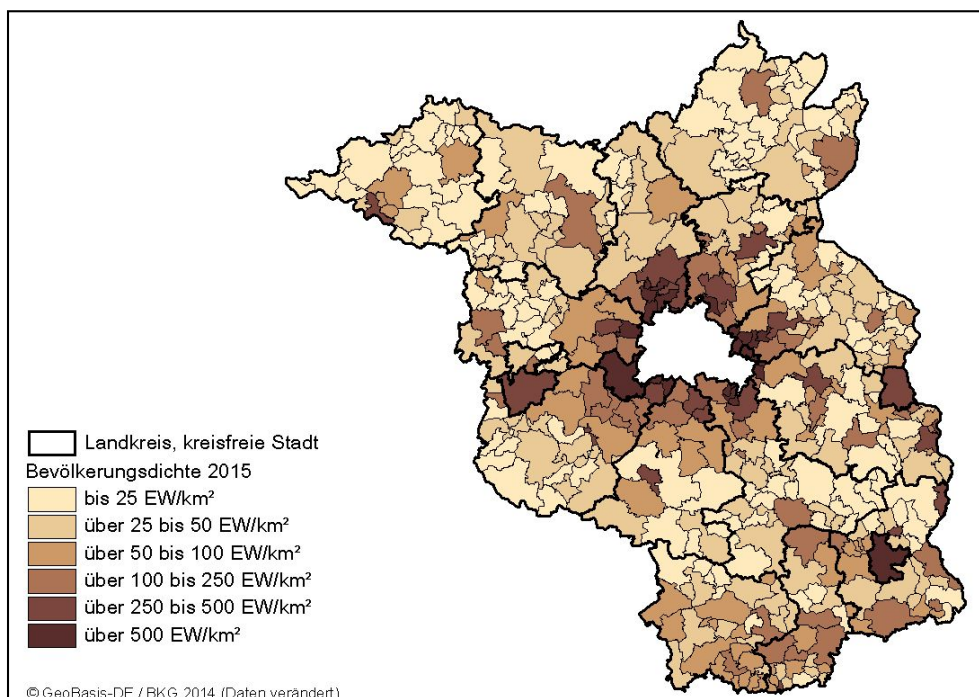 Landkreis, kreisfreie Stadt
Bevölkerungsdichte 2015
bis 25 EW/km²
über 25 bis 50 EW/km²
über 50 bis 100 EW/km²
über 100 bis 250 EW/km²
über 250 bis 500 EW/km²
über 500 EW/km²
© GeoBasis-DE / BKG 2014 (Daten verändert)